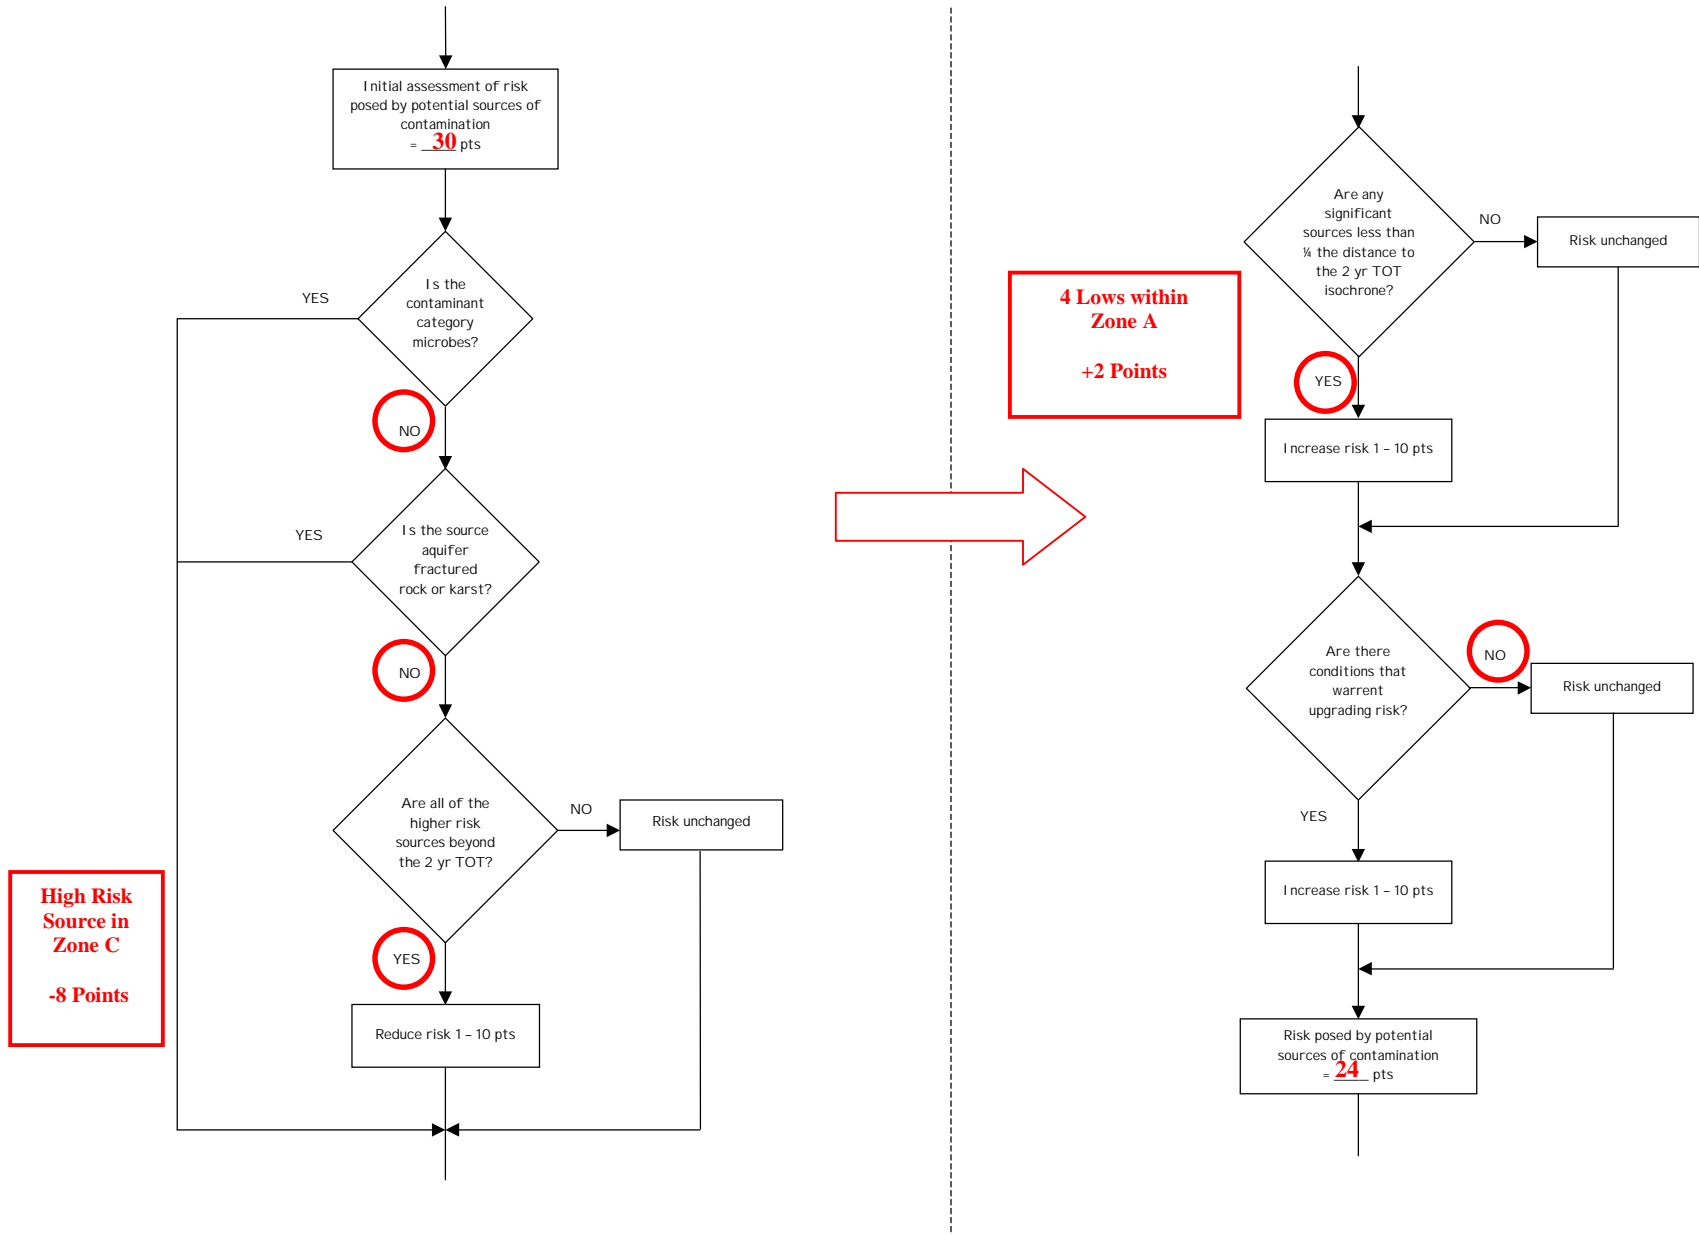 Initial assessment of risk
posed by potential sources of
contamination
= 30 pts
Is the
contaminant
category
microbes?
YES
NO
Is the source
aquifer
fractured
rock or karst?
YES
NO
Are all of the
higher risk
sources beyond
the 2 yr TOT?
NO
Risk unchanged
YES
High Risk
Source in
Zone C
-8 Points
Reduce risk 1 – 10 pts
Are any
significant
sources less than
¼ the distance to
the 2 yr TOT
isochrone?
NO
Risk unchanged
4 Lows within
Zone A
+2 Points
YES
Increase risk 1 – 10 pts
Are there
conditions that
warrent
upgrading risk?
NO
Risk unchanged
YES
Increase risk 1 – 10 pts
Risk posed by potential
sources of contamination
= 24 pts